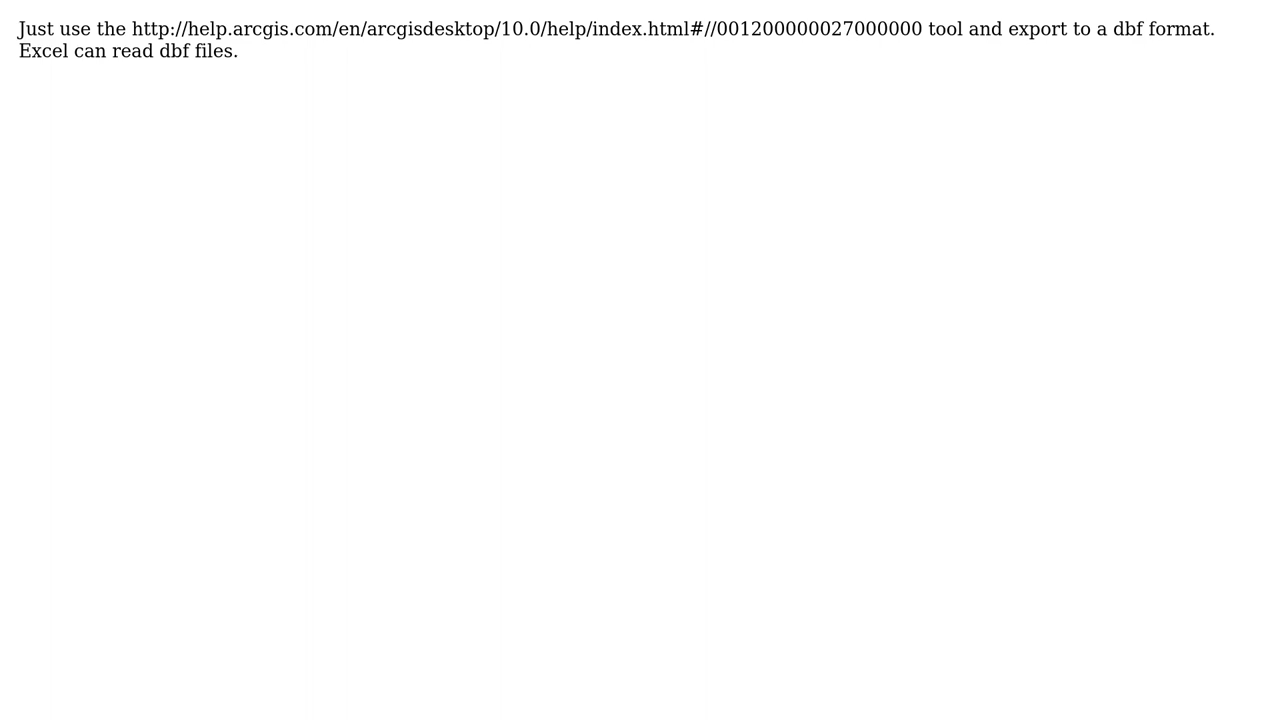 Just use the http://help.arcgis.com/en/arcgisdesktop/10.0/help/index.html#//001200000027000000 tool and export to a dbf format.
Excel can read dbf files.